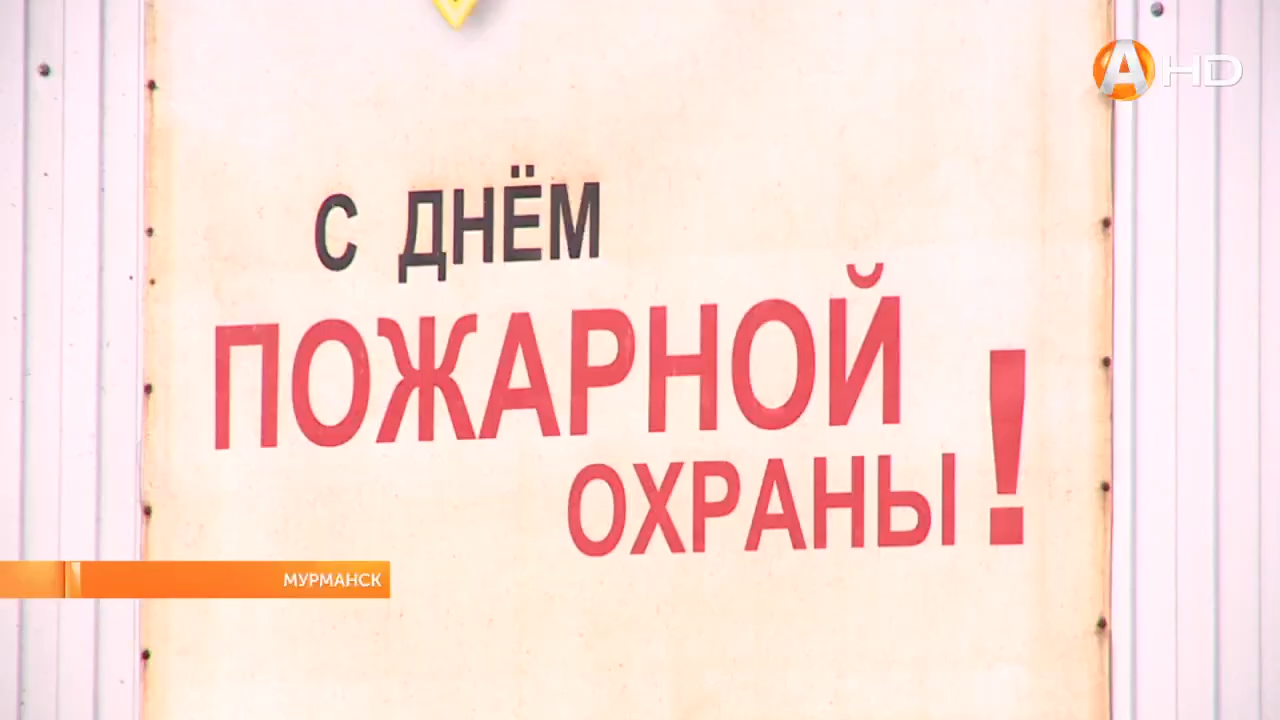 А HD
С ДНЁМ
ПОЖАРНОЙ
ОХРАНЫ!
МУРМАНСК